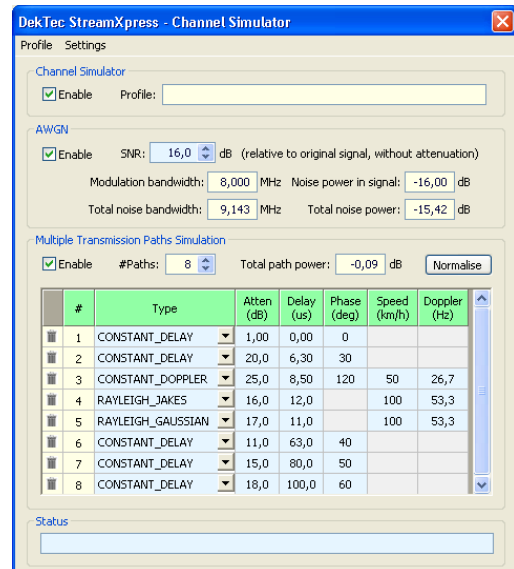 DekTec StreamXpress - Channel Simulator
Profile Settings
Channel Simulator
Enable Profile:
AWGN
Enable SNR: 16,0 dB (relative to original signal, without attenuation)
Modulation bandwidth: 8,000 MHz Noise power in signal: -16,00 dB
Total noise bandwidth: 9,143 MHz Total noise power: -15,42 dB
Multiple Transmission Paths Simulation
Enable #Paths: 8 Total path power: -0,09 dB Normalise
# Type Atten (dB) Delay (us) Phase (deg) Speed (km/h) Doppler (Hz)
1 CONSTANT_DELAY 1,00 0,00 0
2 CONSTANT_DELAY 20,0 6,30 30
3 CONSTANT_DOPPLER 25,0 8,50 120 50 26,7
4 RAYLEIGH_JAKES 16,0 12,0 100 53,3
5 RAYLEIGH_GAUSSIAN 17,0 11,0 100 53,3
6 CONSTANT_DELAY 11,0 63,0 40
7 CONSTANT_DELAY 15,0 80,0 50
8 CONSTANT_DELAY 18,0 100,0 60
Status